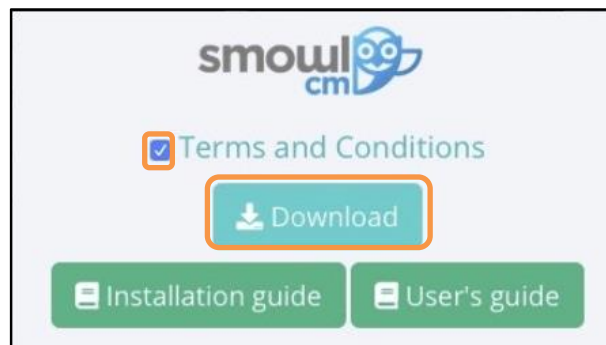 smowl
cm
Terms and Conditions
Download
Installation guide
User's guide